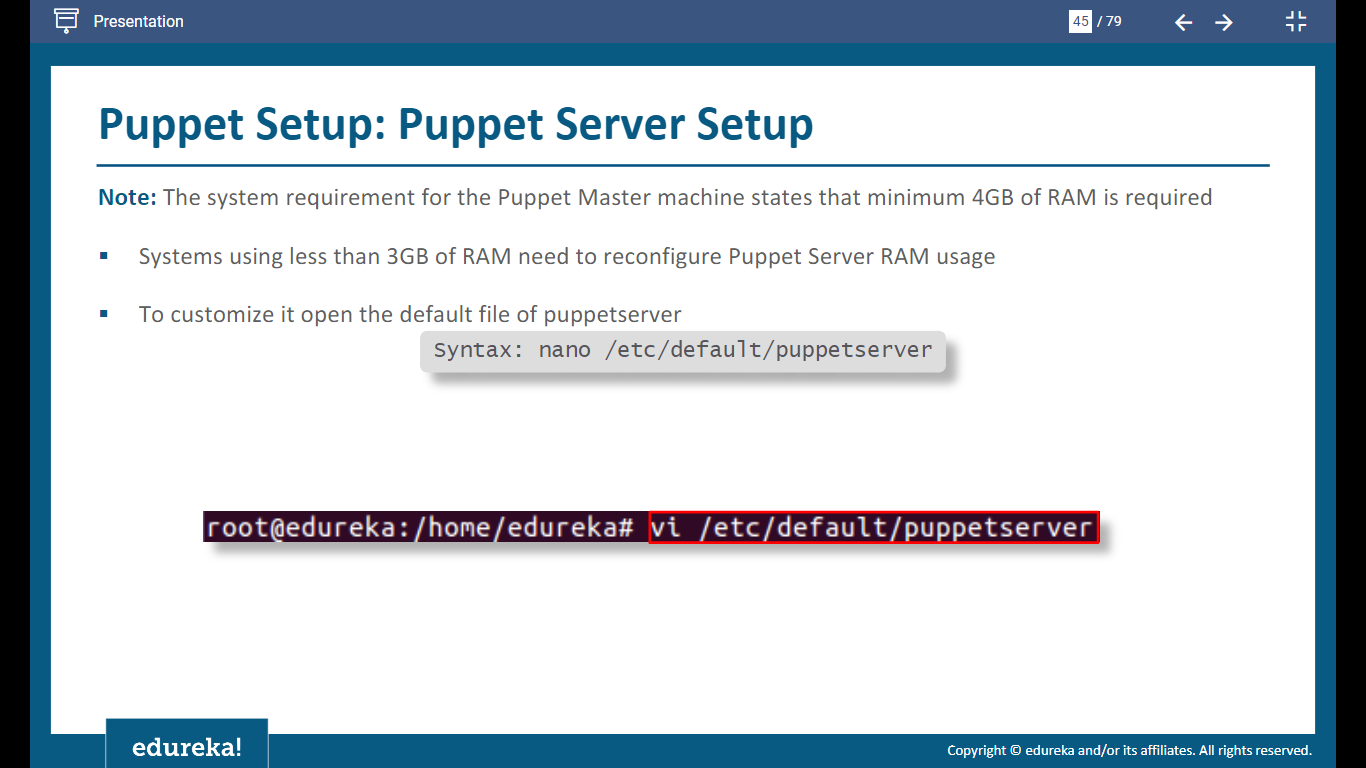 Presentation
45 / 79
Puppet Setup: Puppet Server Setup
Note: The system requirement for the Puppet Master machine states that minimum 4GB of RAM is required
▪ Systems using less than 3GB of RAM need to reconfigure Puppet Server RAM usage
▪ To customize it open the default file of puppetserver
Syntax: nano /etc/default/puppetserver
root@edureka:/home/edureka# vi /etc/default/puppetserver
edureka!
Copyright © edureka and/or its affiliates. All rights reserved.